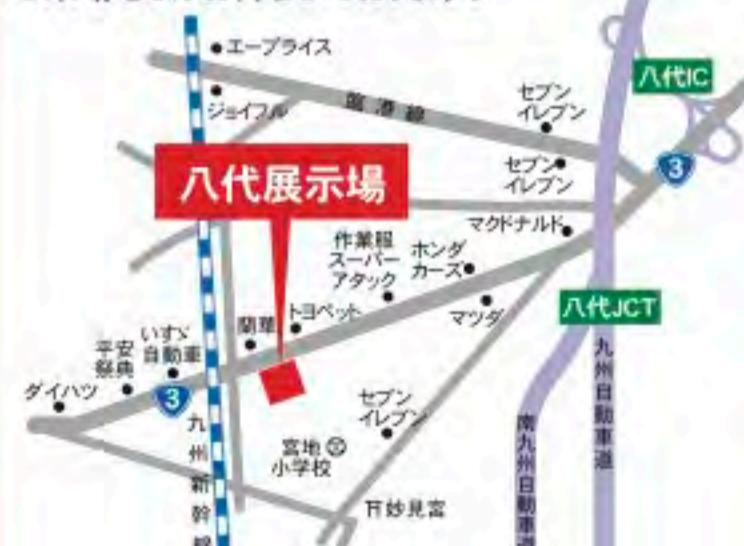 エープライス
八代IC
ジョイフル
臨港線
セブン
イレブン
3
セブン
イレブン
八代展示場
マクドナルド
作業服
スーパー
アタック
ホンダ
カーズ
八代JCT
トヨペット
マツダ
蘭華
いすゞ
自動車
平安
祭典
ダイハツ
3
九州自動車道
セブン
イレブン
九州新幹線
南九州自動車道
宮地
小学校
妙見宮